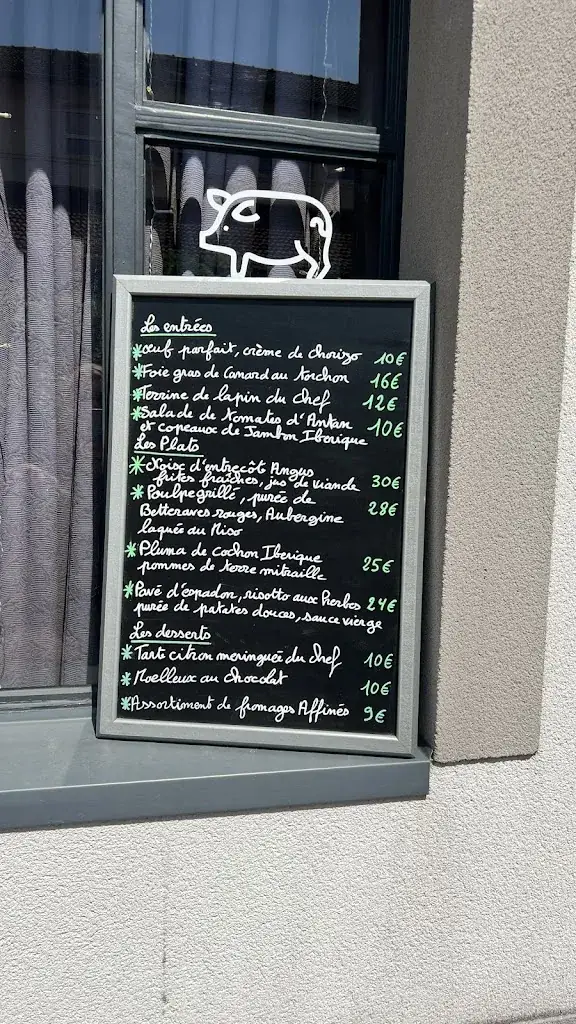 Les entrées
*œuf parfait, crème de chorizo 10€
*Foie gras de Canard au torchon 16€
*Terrine de lapin du Chef 12€
*Salade de tomates d'Antan
et copeaux de Jambon Iberique 10€
Les Plats
*Noix d'entrecôt Angus
frites fraîches, jus de viande 30€
*Poulpe grillé, purée de
Betteraves rouges, Aubergine 28€
laquée au Miso
*Pluma de cochon Iberique
pommes de terre mitraille 25€
*Pavé d'espadon, risotto aux herbes 24€
purée de patates douces, sauce vierge
Les desserts
*Tarte citron meringuée du Chef 10€
*Moelleux au Chocolat 10€
*Assortiment de fromages Affinés 9€